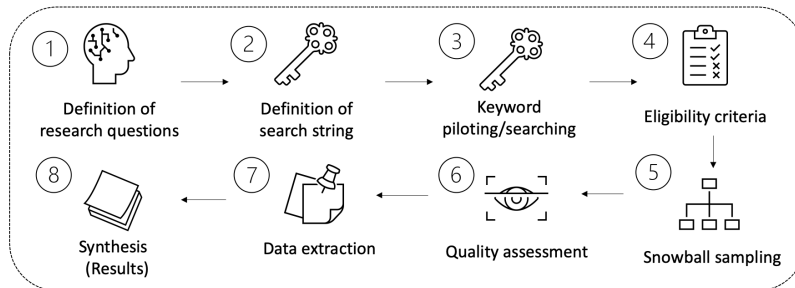 1
Definition of
research questions
2
Definition of
search string
3
Keyword
piloting/searching
4
Eligibility criteria
5
Snowball sampling
6
Quality assessment
7
Data extraction
8
Synthesis
(Results)